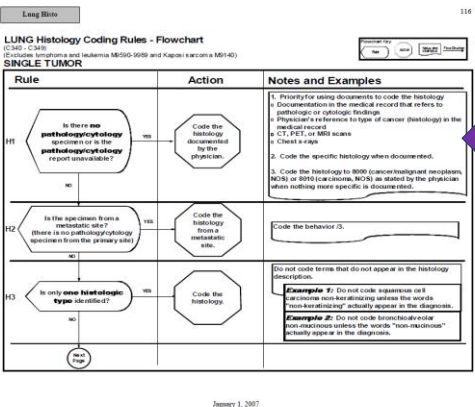 Lung Histo
116
LUNG Histology Coding Rules - Flowchart
(C340 - C349)
(Excludes lymphoma and leukemia M9590-9989 and Kaposi sarcoma M9140)
SINGLE TUMOR
Flowchart Key
Rule
Action
Notes and Examples
H1
Is there no
pathology/cytology
specimen or is the
pathology/cytology
report unavailable?
YES
Code the
histology
documented
by the
physician.
1. Priority for using documents to code the histology
o Documentation in the medical record that refers to
pathologic or cytologic findings
o Physician's reference to type of cancer (histology) in the
medical record
o CT, PET, or MRI scans
o Chest x-rays
2. Code the specific histology when documented.
3. Code the histology to 8000 (cancer/malignant neoplasm,
NOS) or 8010 (carcinoma, NOS) as stated by the physician
when nothing more specific is documented.
NO
H2
Is the specimen from a
metastatic site?
(there is no pathology/cytology
specimen from the primary site)
YES
Code the
histology
from a
metastatic
site.
Code the behavior /3.
NO
H3
Is only one histologic
type identified?
YES
Code the
histology.
Do not code terms that do not appear in the histology
description.
Example 1: Do not code squamous cell
carcinoma non-keratinizing unless the words
"non-keratinizing" actually appear in the diagnosis.
Example 2: Do not code bronchioalveolar
non-mucinous unless the words "non-mucinous"
actually appear in the diagnosis.
NO
Next
Page
January 1, 2007